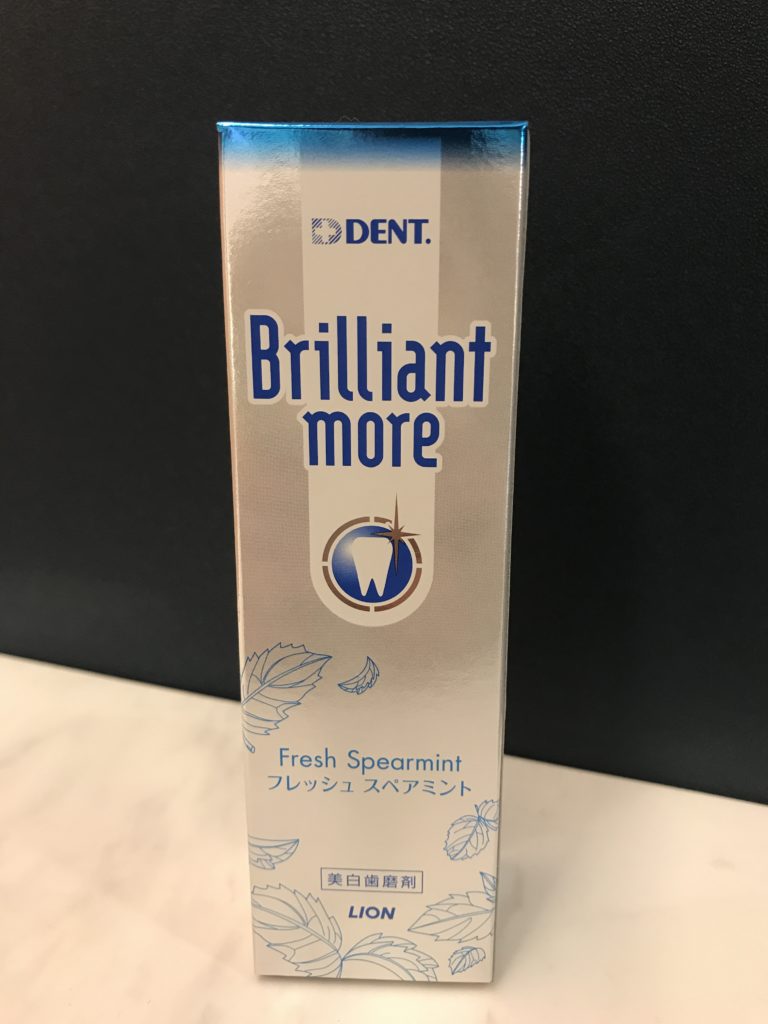 DENT.
Brilliant
more
Fresh Spearmint
フレッシュ スペアミント
美白歯磨剤
LION